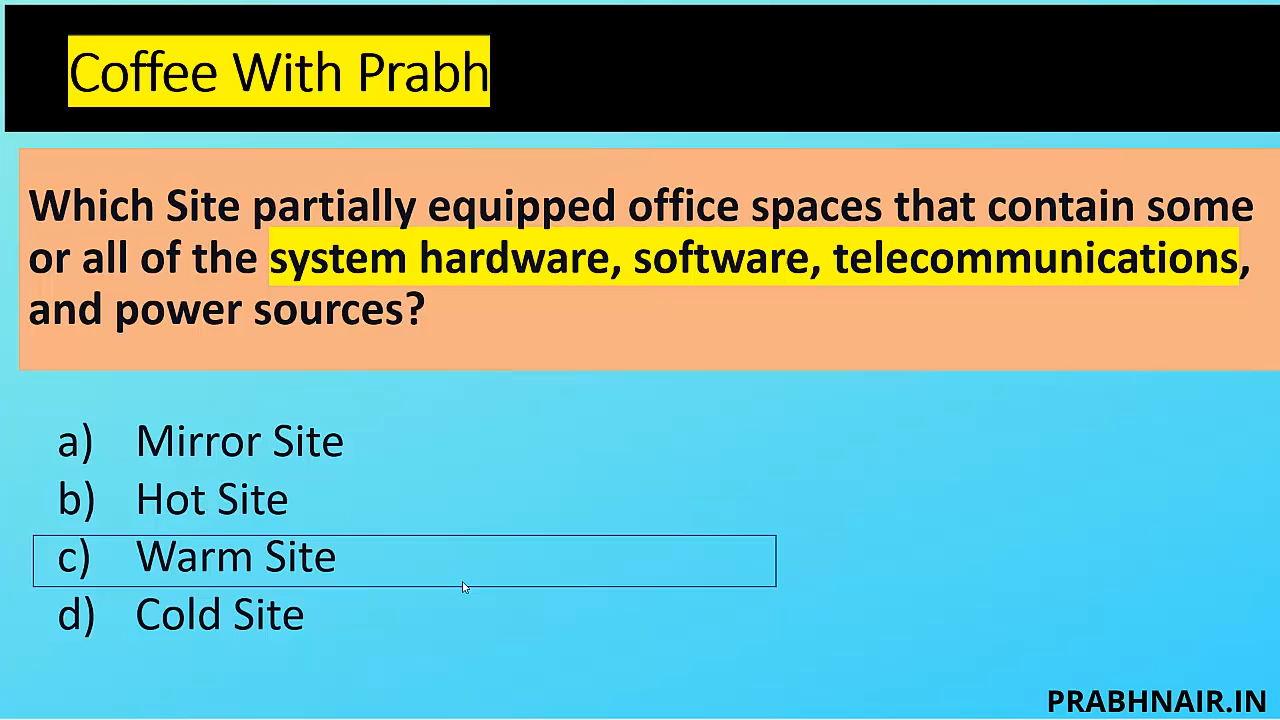 Coffee With Prabh
Which Site partially equipped office spaces that contain some
or all of the system hardware, software, telecommunications,
and power sources?
a) Mirror Site
b) Hot Site
c) Warm Site
d) Cold Site
PRABHNAIR.IN